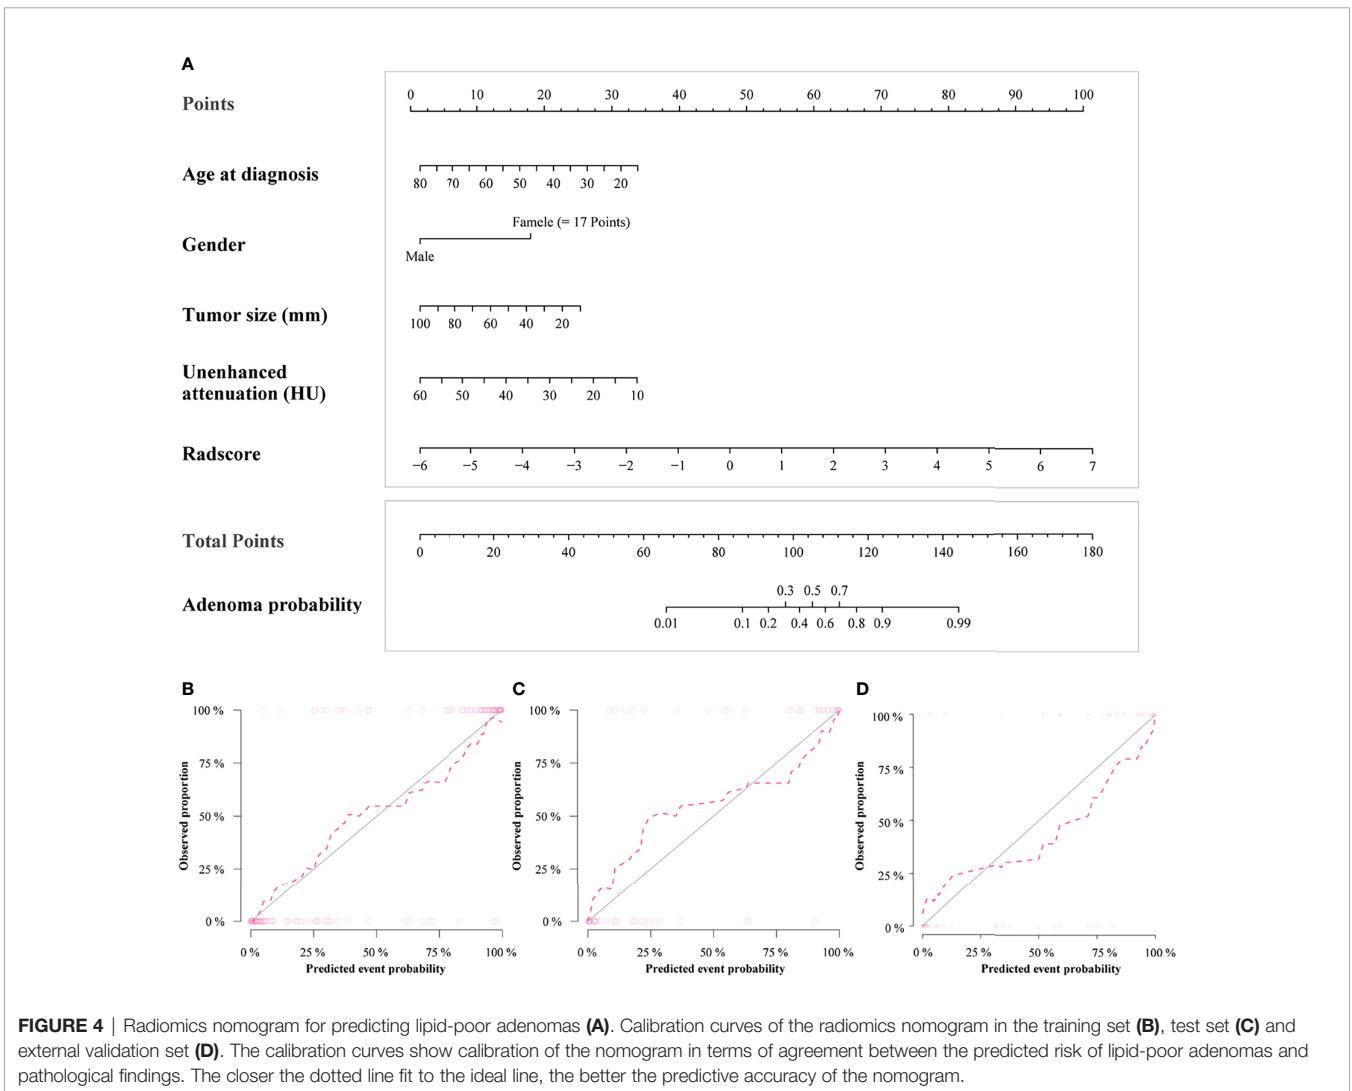 A
Points
0 10 20 30 40 50 60 70 80 90 100
Age at diagnosis
80 70 60 50 40 30 20
Famele (= 17 Points)
Gender
Male
Tumor size (mm)
100 80 60 40 20
Unenhanced
attenuation (HU)
60 50 40 30 20 10
Radscore
−6 −5 −4 −3 −2 −1 0 1 2 3 4 5 6 7
Total Points
0 20 40 60 80 100 120 140 160 180
0.3 0.5 0.7
Adenoma probability
0.01 0.1 0.2 0.4 0.6 0.8 0.9 0.99
B
100 %
75 %
50 %
25 %
0 %
Observed proportion
0 % 25 % 50 % 75 % 100 %
Predicted event probability
C
100 %
75 %
50 %
25 %
0 %
Observed proportion
0 % 25 % 50 % 75 % 100 %
Predicted event probability
D
100 %
75 %
50 %
25 %
0 %
Observed proportion
0 % 25 % 50 % 75 % 100 %
Predicted event probability
FIGURE 4 | Radiomics nomogram for predicting lipid-poor adenomas (A). Calibration curves of the radiomics nomogram in the training set (B), test set (C) and
external validation set (D). The calibration curves show calibration of the nomogram in terms of agreement between the predicted risk of lipid-poor adenomas and
pathological findings. The closer the dotted line fit to the ideal line, the better the predictive accuracy of the nomogram.